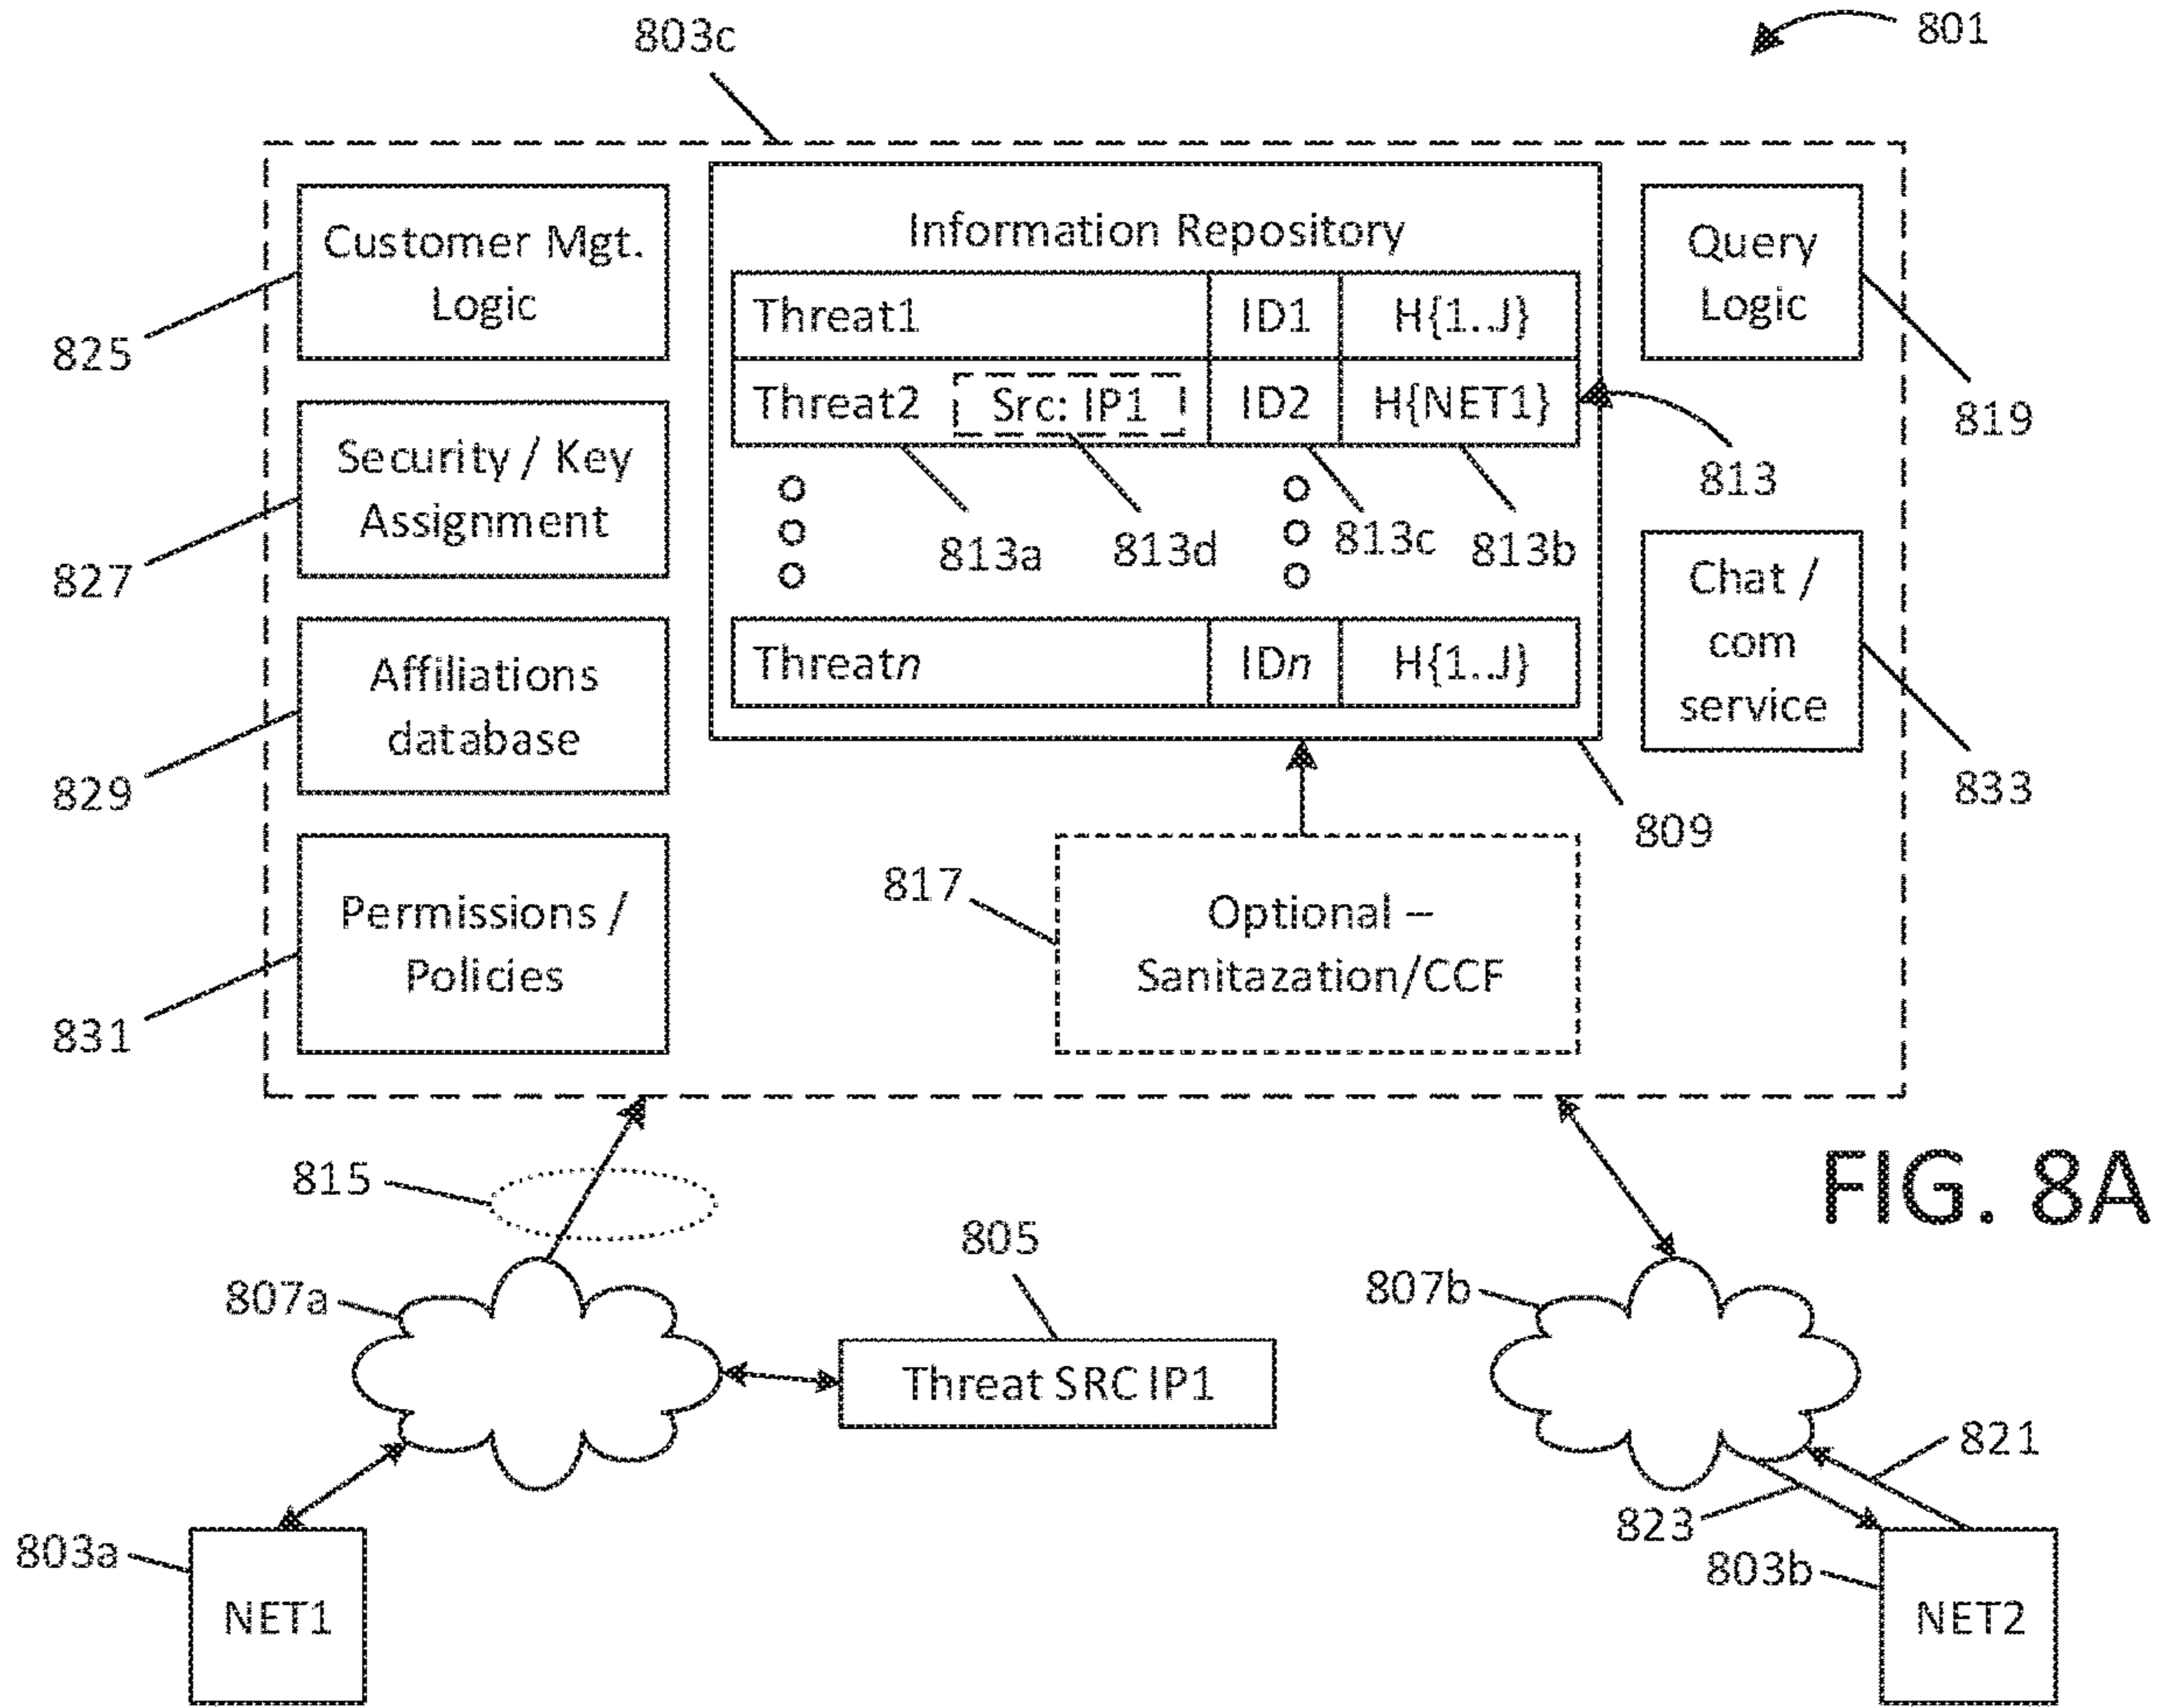 803c
801
Customer Mgt.
Logic
825
Security / Key
Assignment
827
Affiliations
database
829
Permissions /
Policies
831
Information Repository
Threat1 ID1 H{1..J}
Threat2 Src: IP1 ID2 H{NET1}
813a 813d 813c 813b
813
Threatn IDn H{1..J}
809
Query
Logic
819
Chat /
com
service
833
817
Optional –
Sanitazation/CCF
815
FIG. 8A
807a
805
Threat SRC IP1
807b
821
823
803a
NET1
803b
NET2